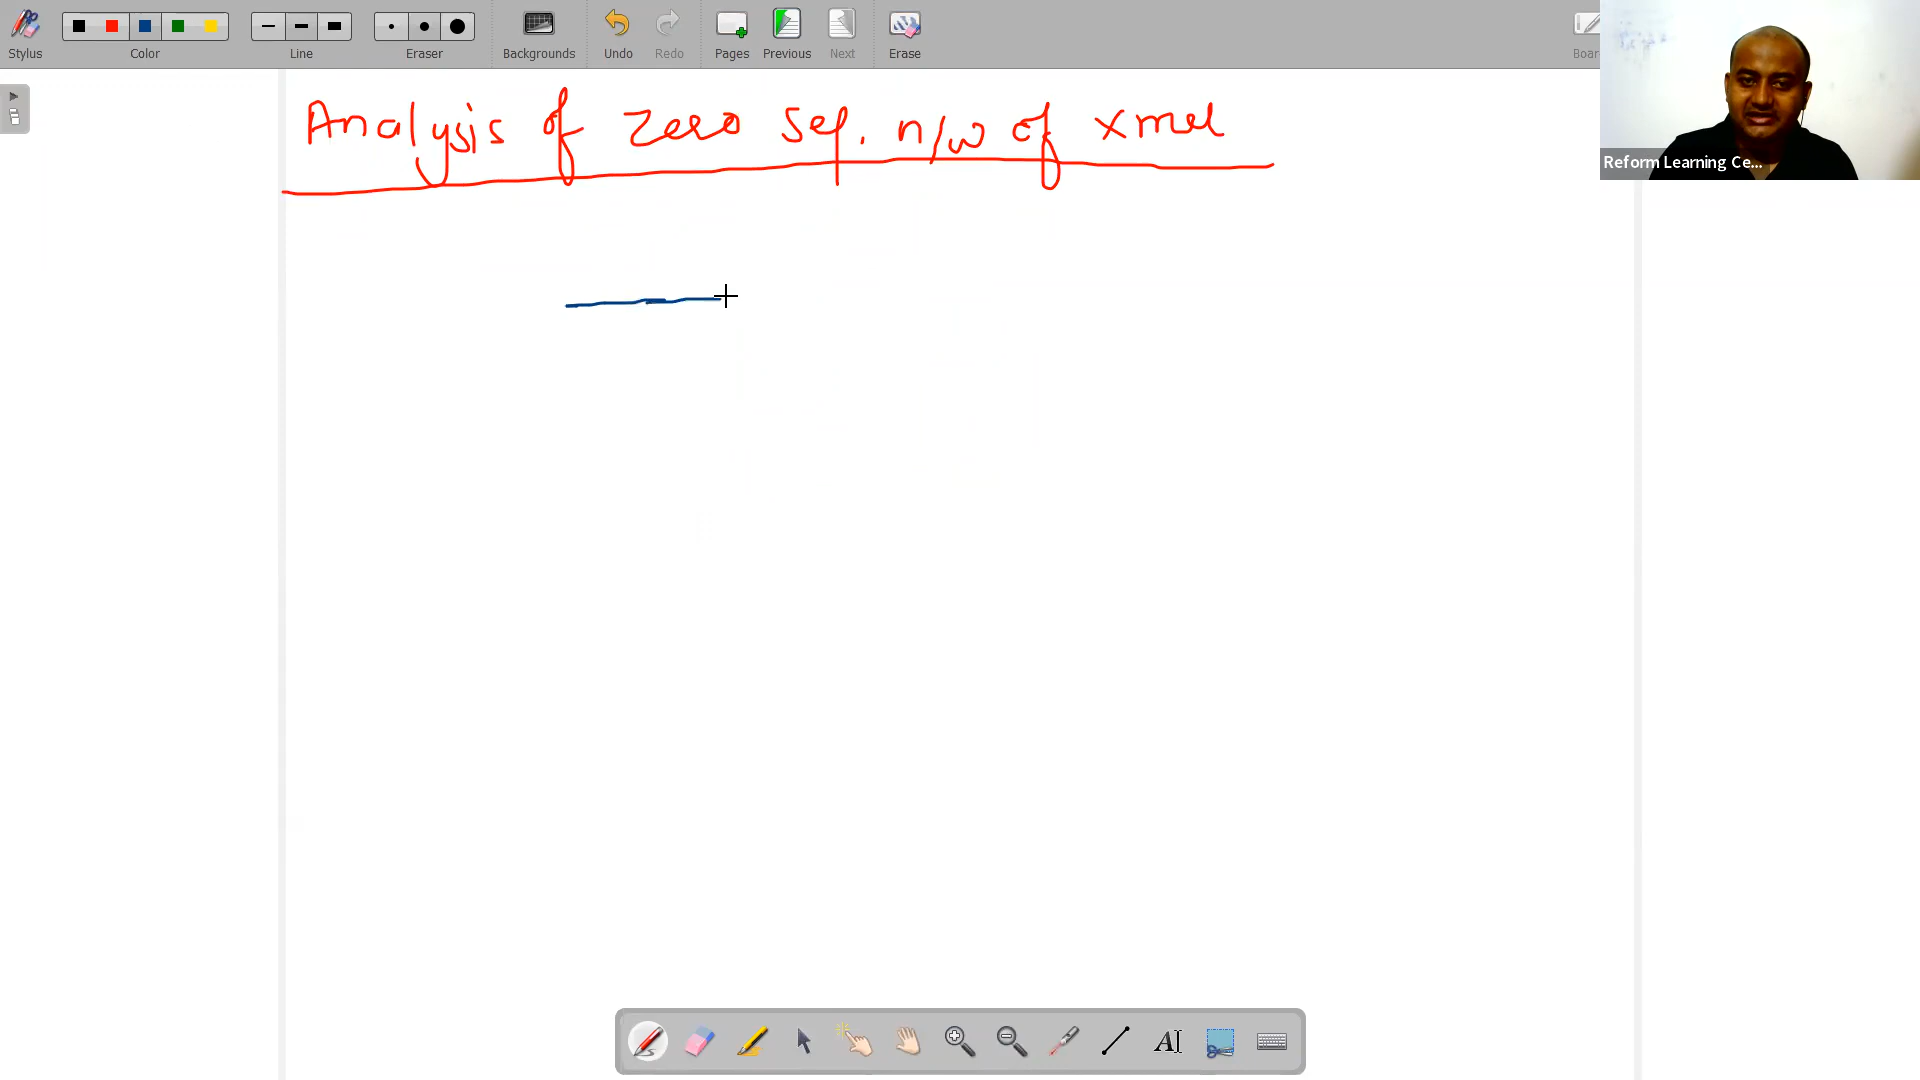 Stylus
Color
Line
Eraser
Backgrounds
Undo
Redo
Pages
Previous
Next
Erase
Boar
Reform Learning Ce...
Analysis of Zero Seq. n/w of xmer